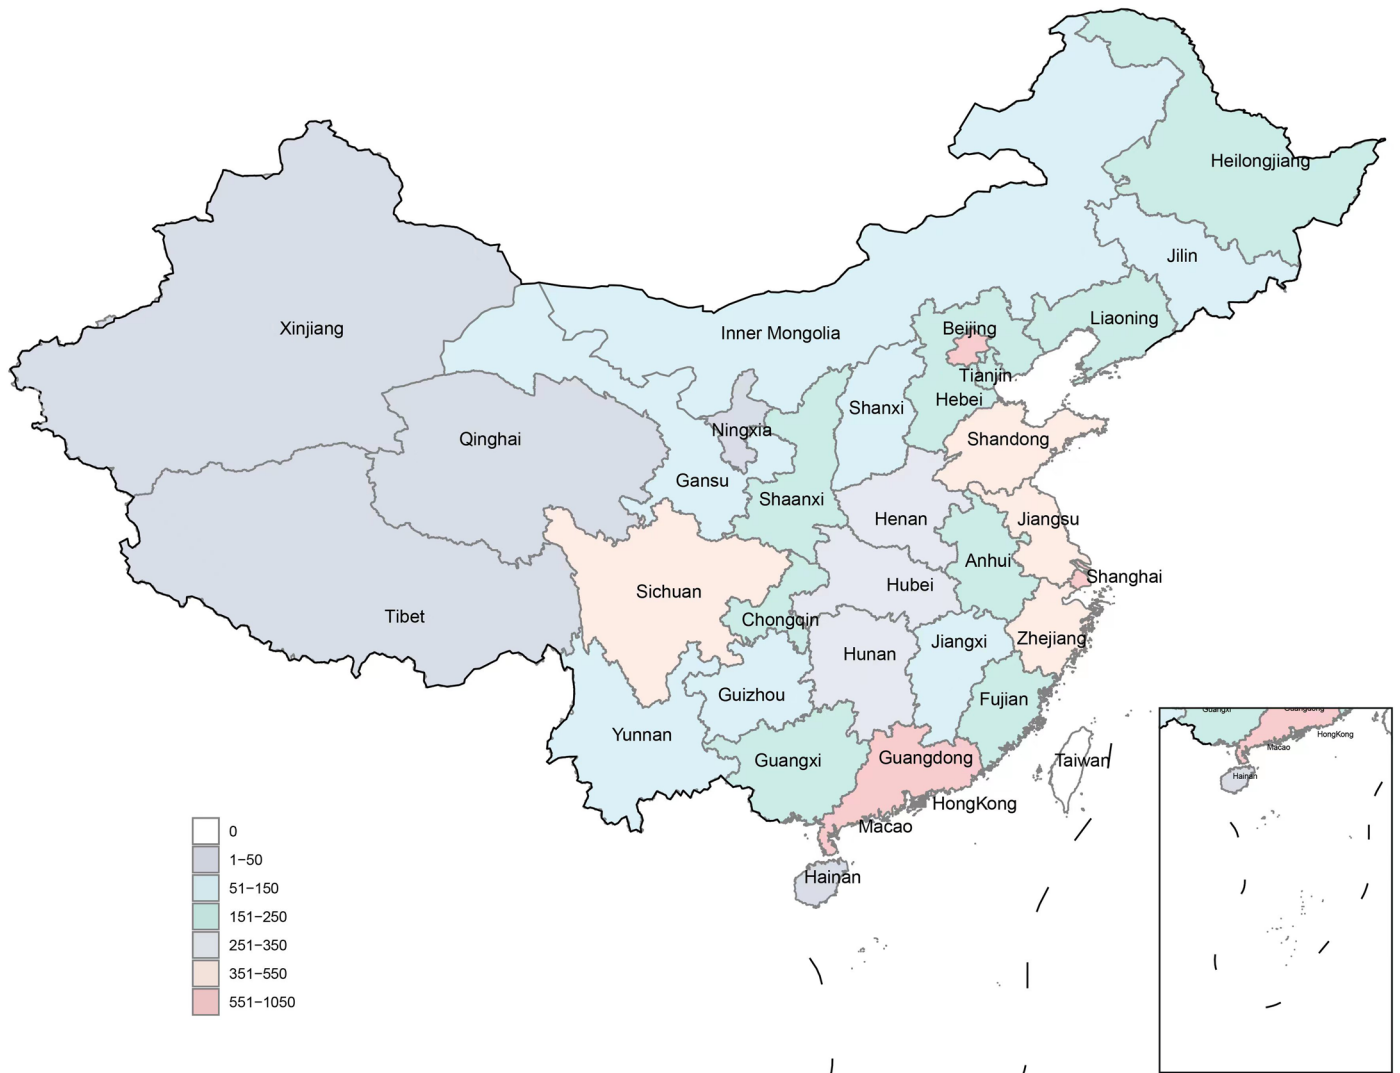 Heilongjiang
Jilin
Liaoning
Inner Mongolia
Beijing
Tianjin
Hebei
Xinjiang
Shanxi
Ningxia
Shandong
Qinghai
Gansu
Shaanxi
Henan
Jiangsu
Anhui
Shanghai
Sichuan
Hubei
Tibet
Chongqin
Zhejiang
Jiangxi
Hunan
Guizhou
Fujian
Yunnan
Guangxi
Guangdong
Taiwan
HongKong
Macao
Hainan
0
1–50
51–150
151–250
251–350
351–550
551–1050
Guangxi
Guangdong
HongKong
Macao
Hainan